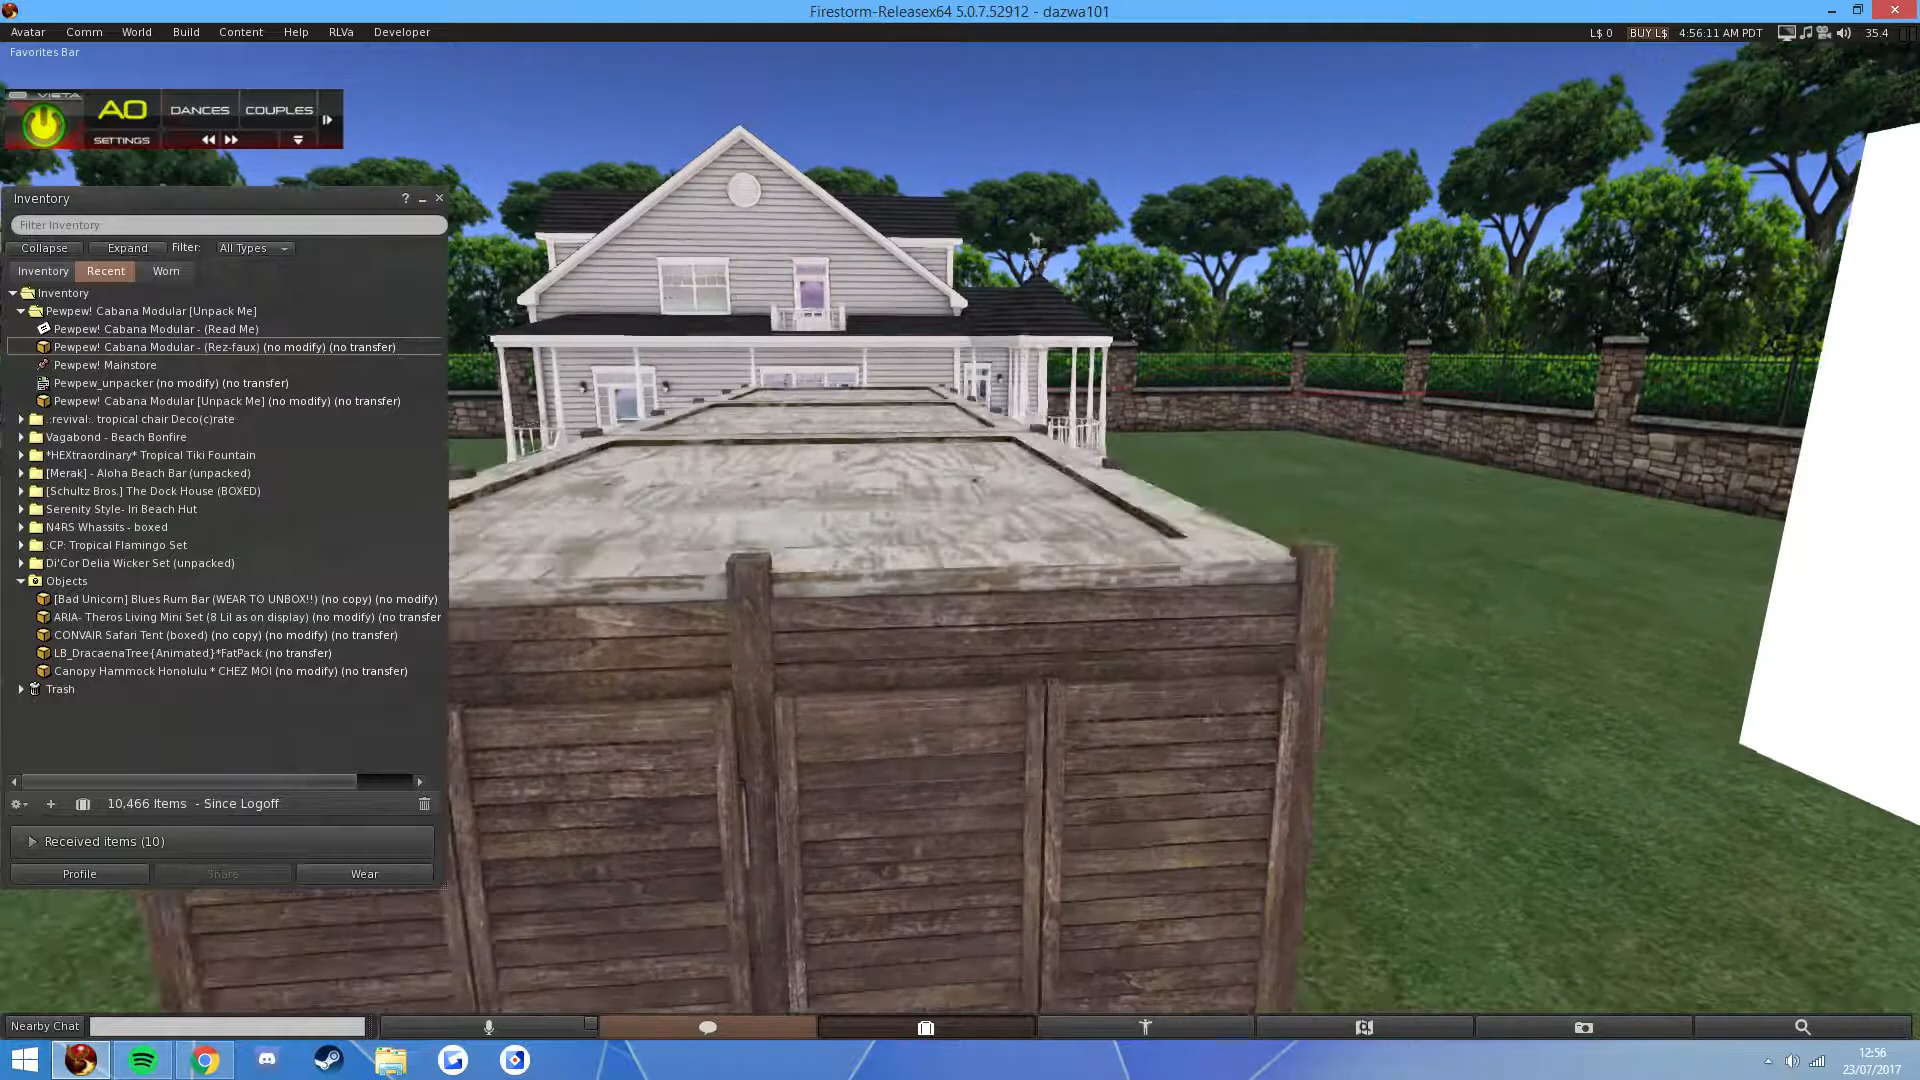 Firestorm-Releasex64 5.0.7.52912 - dazwa101
Avatar Comm World Build Content Help RLVa Developer
L$ 0 BUY L$ 4:56:11 AM PDT 35.4
Favorites Bar
VISTA
AO DANCES COUPLES
SETTINGS
Inventory ?
Filter Inventory
Collapse Expand Filter: All Types
Inventory Recent Worn
Inventory
Pewpew! Cabana Modular [Unpack Me]
Pewpew! Cabana Modular - (Read Me)
Pewpew! Cabana Modular - (Rez-faux) (no modify) (no transfer)
Pewpew! Mainstore
Pewpew_unpacker (no modify) (no transfer)
Pewpew! Cabana Modular [Unpack Me] (no modify) (no transfer)
:revival:. tropical chair Deco(c)rate
Vagabond - Beach Bonfire
*HEXtraordinary* Tropical Tiki Fountain
[Merak] - Aloha Beach Bar (unpacked)
[Schultz Bros.] The Dock House (BOXED)
Serenity Style- Iri Beach Hut
N4RS Whassits - boxed
:CP: Tropical Flamingo Set
Di'Cor Delia Wicker Set (unpacked)
Objects
[Bad Unicorn] Blues Rum Bar (WEAR TO UNBOX!!) (no copy) (no modify)
ARIA- Theros Living Mini Set (8 Lil as on display) (no modify) (no transfer
CONVAIR Safari Tent (boxed) (no copy) (no modify) (no transfer)
LB_DracaenaTree{Animated}*FatPack (no transfer)
Canopy Hammock Honolulu * CHEZ MOI (no modify) (no transfer)
Trash
10,466 Items - Since Logoff
Received items (10)
Profile Share Wear
Nearby Chat
12:56
23/07/2017